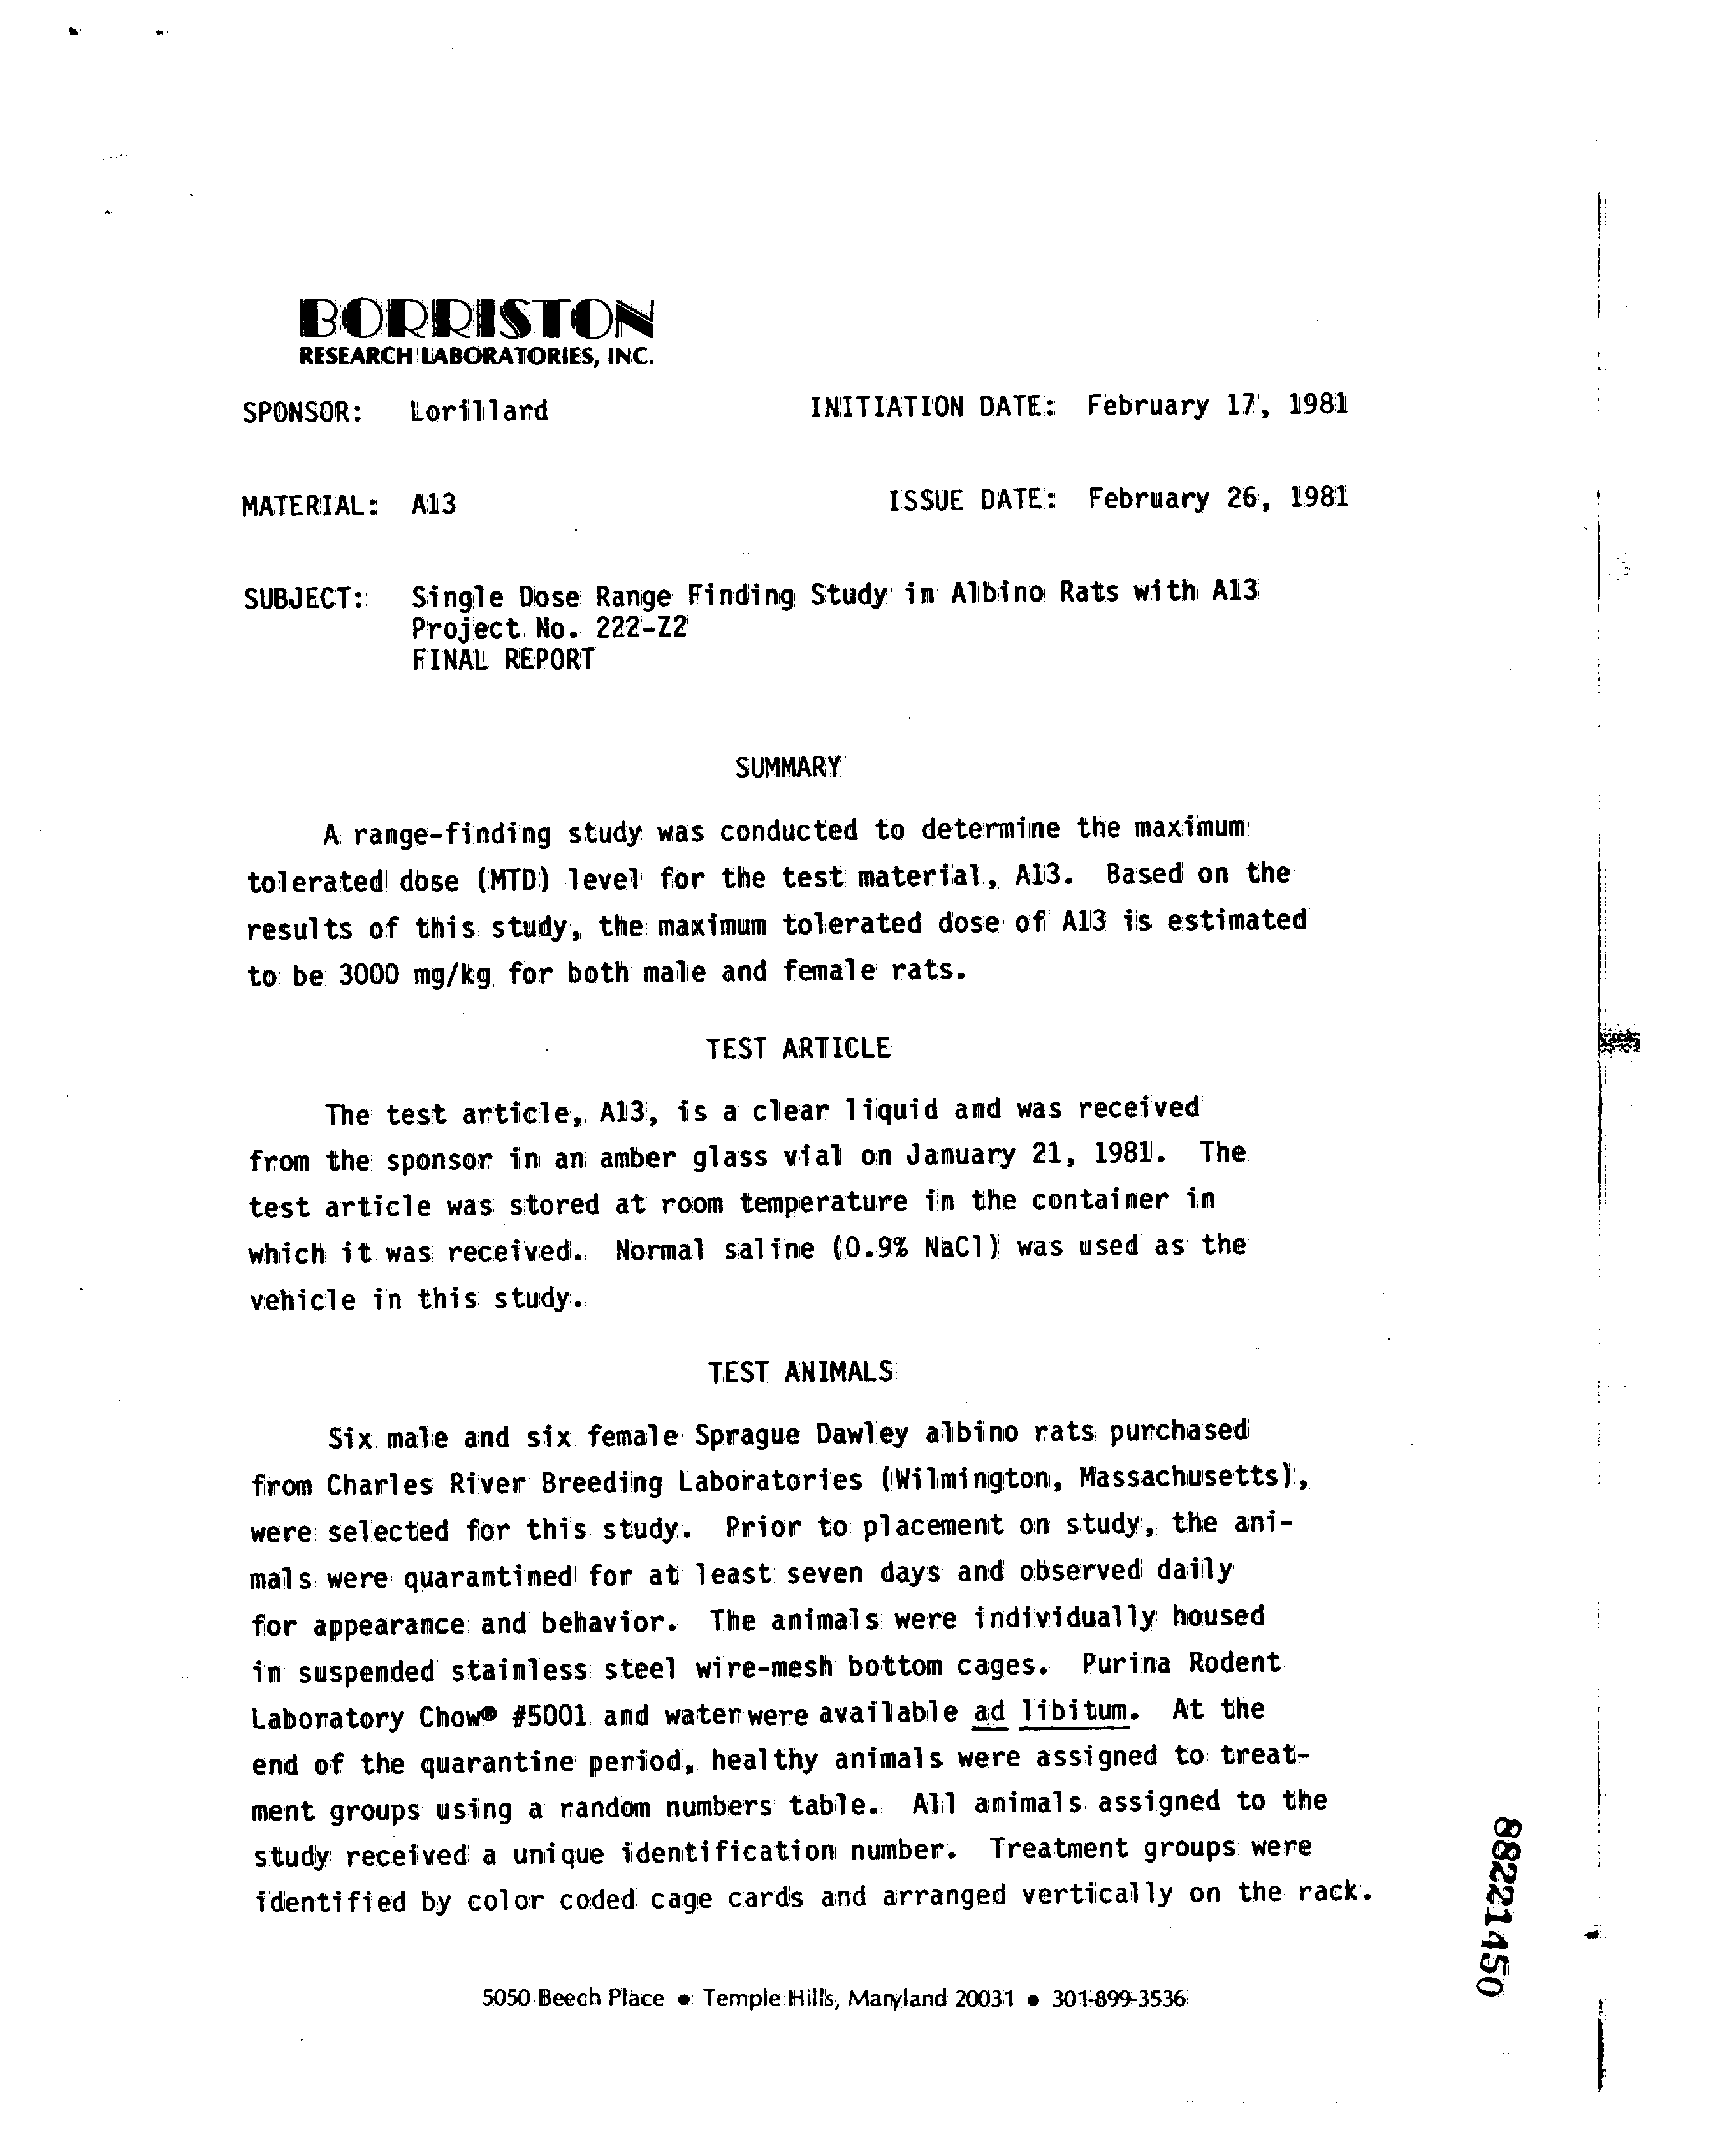 BORRISTON
RESEARCH LABORATORIES, INC.
SPONSOR: Lorillard
INITIATION DATE: February 17, 1981
MATERIAL: A13
ISSUE DATE: February 26, 1981
SUBJECT: Single Dose Range Finding Study in Albino Rats with A13
Project No. 222-Z2
FINAL REPORT
SUMMARY
A range-finding study was conducted to determine the maximum
tolerated dose (MTD) level for the test material, A13. Based on the
results of this study, the maximum tolerated dose of A13 is estimated
to be 3000 mg/kg for both male and female rats.
TEST ARTICLE
The test article, A13, is a clear liquid and was received
from the sponsor in an amber glass vial on January 21, 1981. The
test article was stored at room temperature in the container in
which it was received. Normal saline (0.9% NaCl) was used as the
vehicle in this study.
TEST ANIMALS
Six male and six female Sprague Dawley albino rats purchased
from Charles River Breeding Laboratories (Wilmington, Massachusetts),
were selected for this study. Prior to placement on study, the ani-
mals were quarantined for at least seven days and observed daily
for appearance and behavior. The animals were individually housed
in suspended stainless steel wire-mesh bottom cages. Purina Rodent
Laboratory Chow® #5001 and water were available ad libitum. At the
end of the quarantine period, healthy animals were assigned to treat-
ment groups using a random numbers table. All animals assigned to the
study received a unique identification number. Treatment groups were
identified by color coded cage cards and arranged vertically on the rack.
5050 Beech Place • Temple Hills, Maryland 20031 • 301-899-3536
88221450